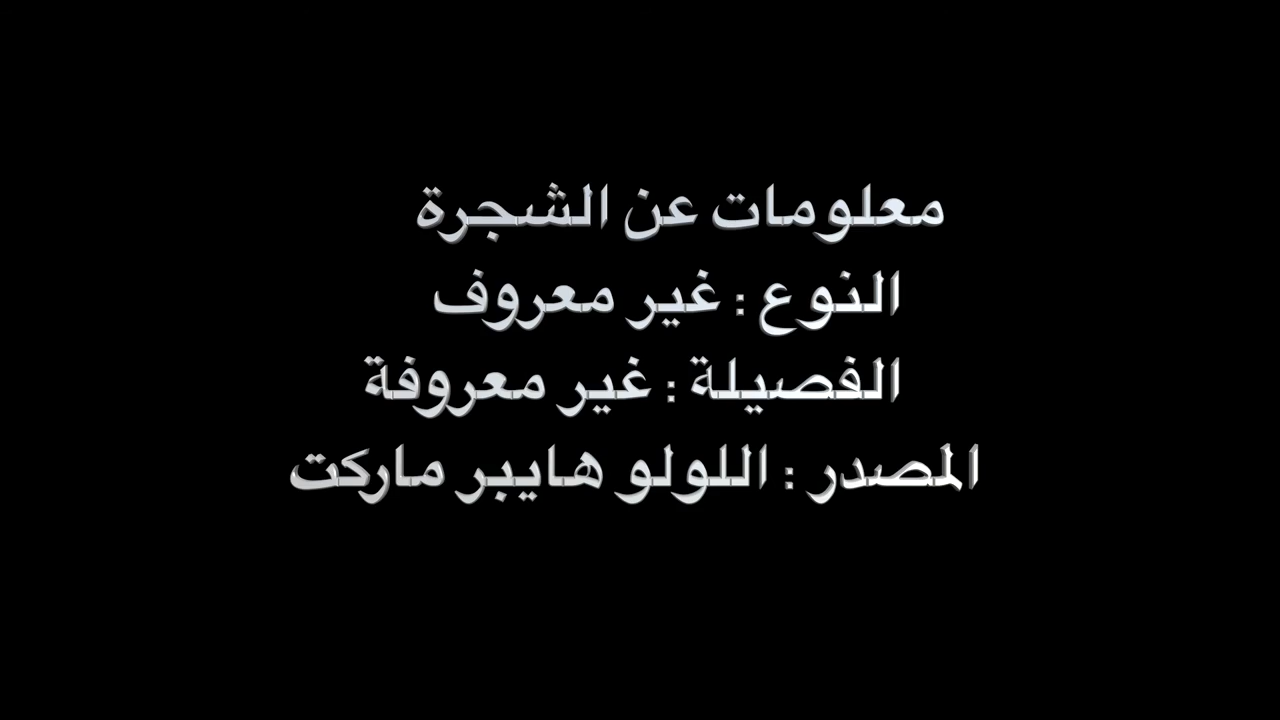 معلومات عن الشجرة
النوع : غير معروف
الفصيلة : غير معروفة
المصدر : اللولو هايبر ماركت